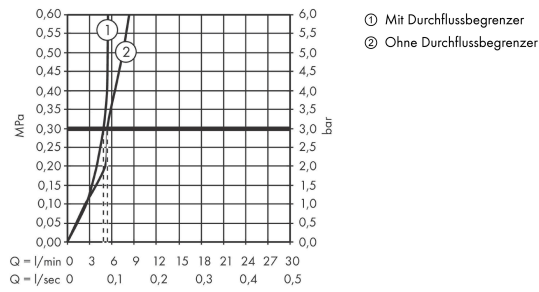 0,60 6,0
① Mit Durchflussbegrenzer
0,55 ① 5,5
② Ohne Durchflussbegrenzer
0,50 ② 5,0
0,45 4,5
0,40 4,0
0,35 3,5
MPa 0,30 3,0 bar
0,25 2,5
0,20 2,0
0,15 1,5
0,10 1,0
0,05 0,5
0,00 0,0
Q = l/min 0 3 6 9 12 15 18 21 24 27 30
Q = l/sec 0 0,1 0,2 0,3 0,4 0,5